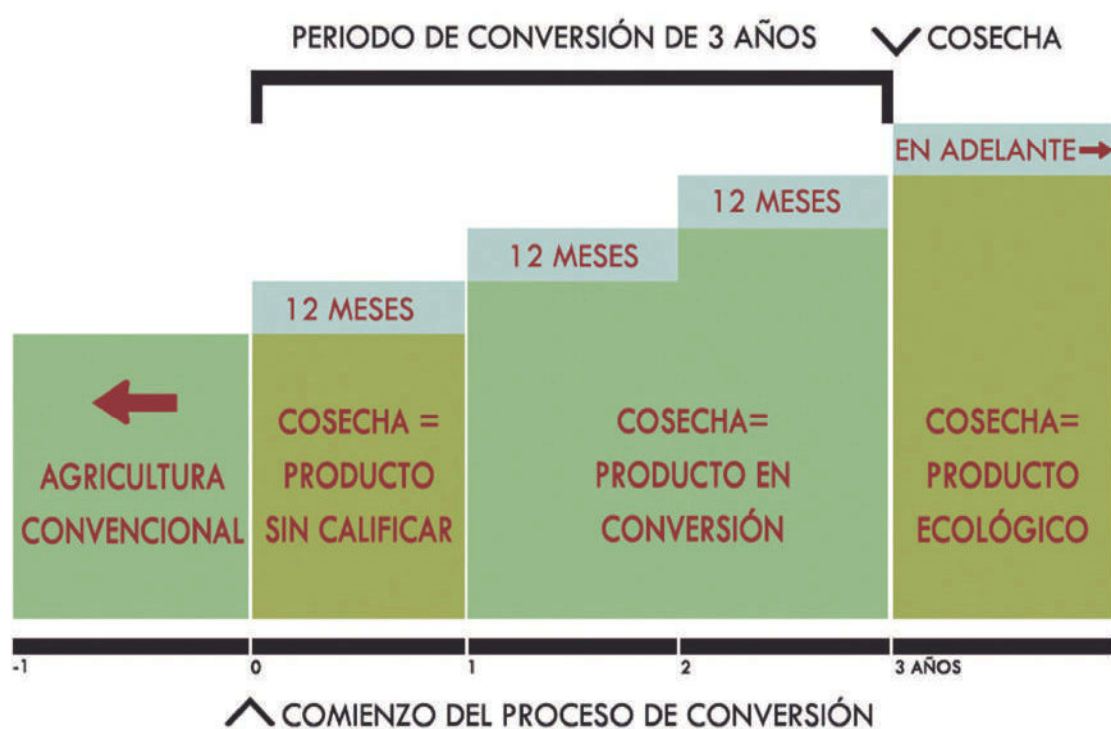 PERIODO DE CONVERSIÓN DE 3 AÑOS
COSECHA
EN ADELANTE
12 MESES
12 MESES
12 MESES
AGRICULTURA
CONVENCIONAL
COSECHA =
PRODUCTO
SIN CALIFICAR
COSECHA=
PRODUCTO EN
CONVERSIÓN
COSECHA=
PRODUCTO
ECOLÓGICO
-1 0 1 2 3 AÑOS
COMIENZO DEL PROCESO DE CONVERSIÓN